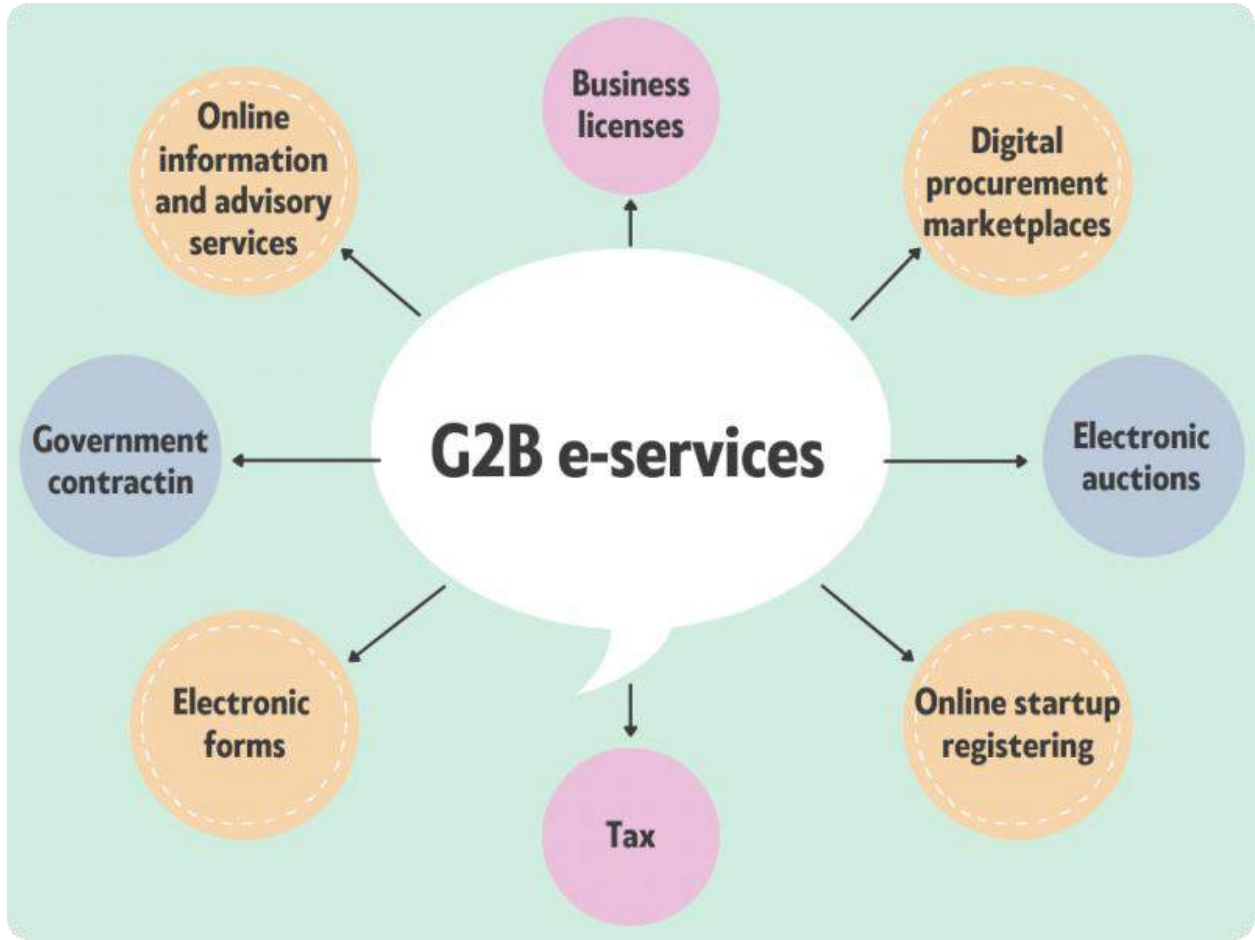 Business
licenses
Online
information
and advisory
services
Digital
procurement
marketplaces
Government
contractin
G2B e-services
Electronic
auctions
Electronic
forms
Online startup
registering
Tax